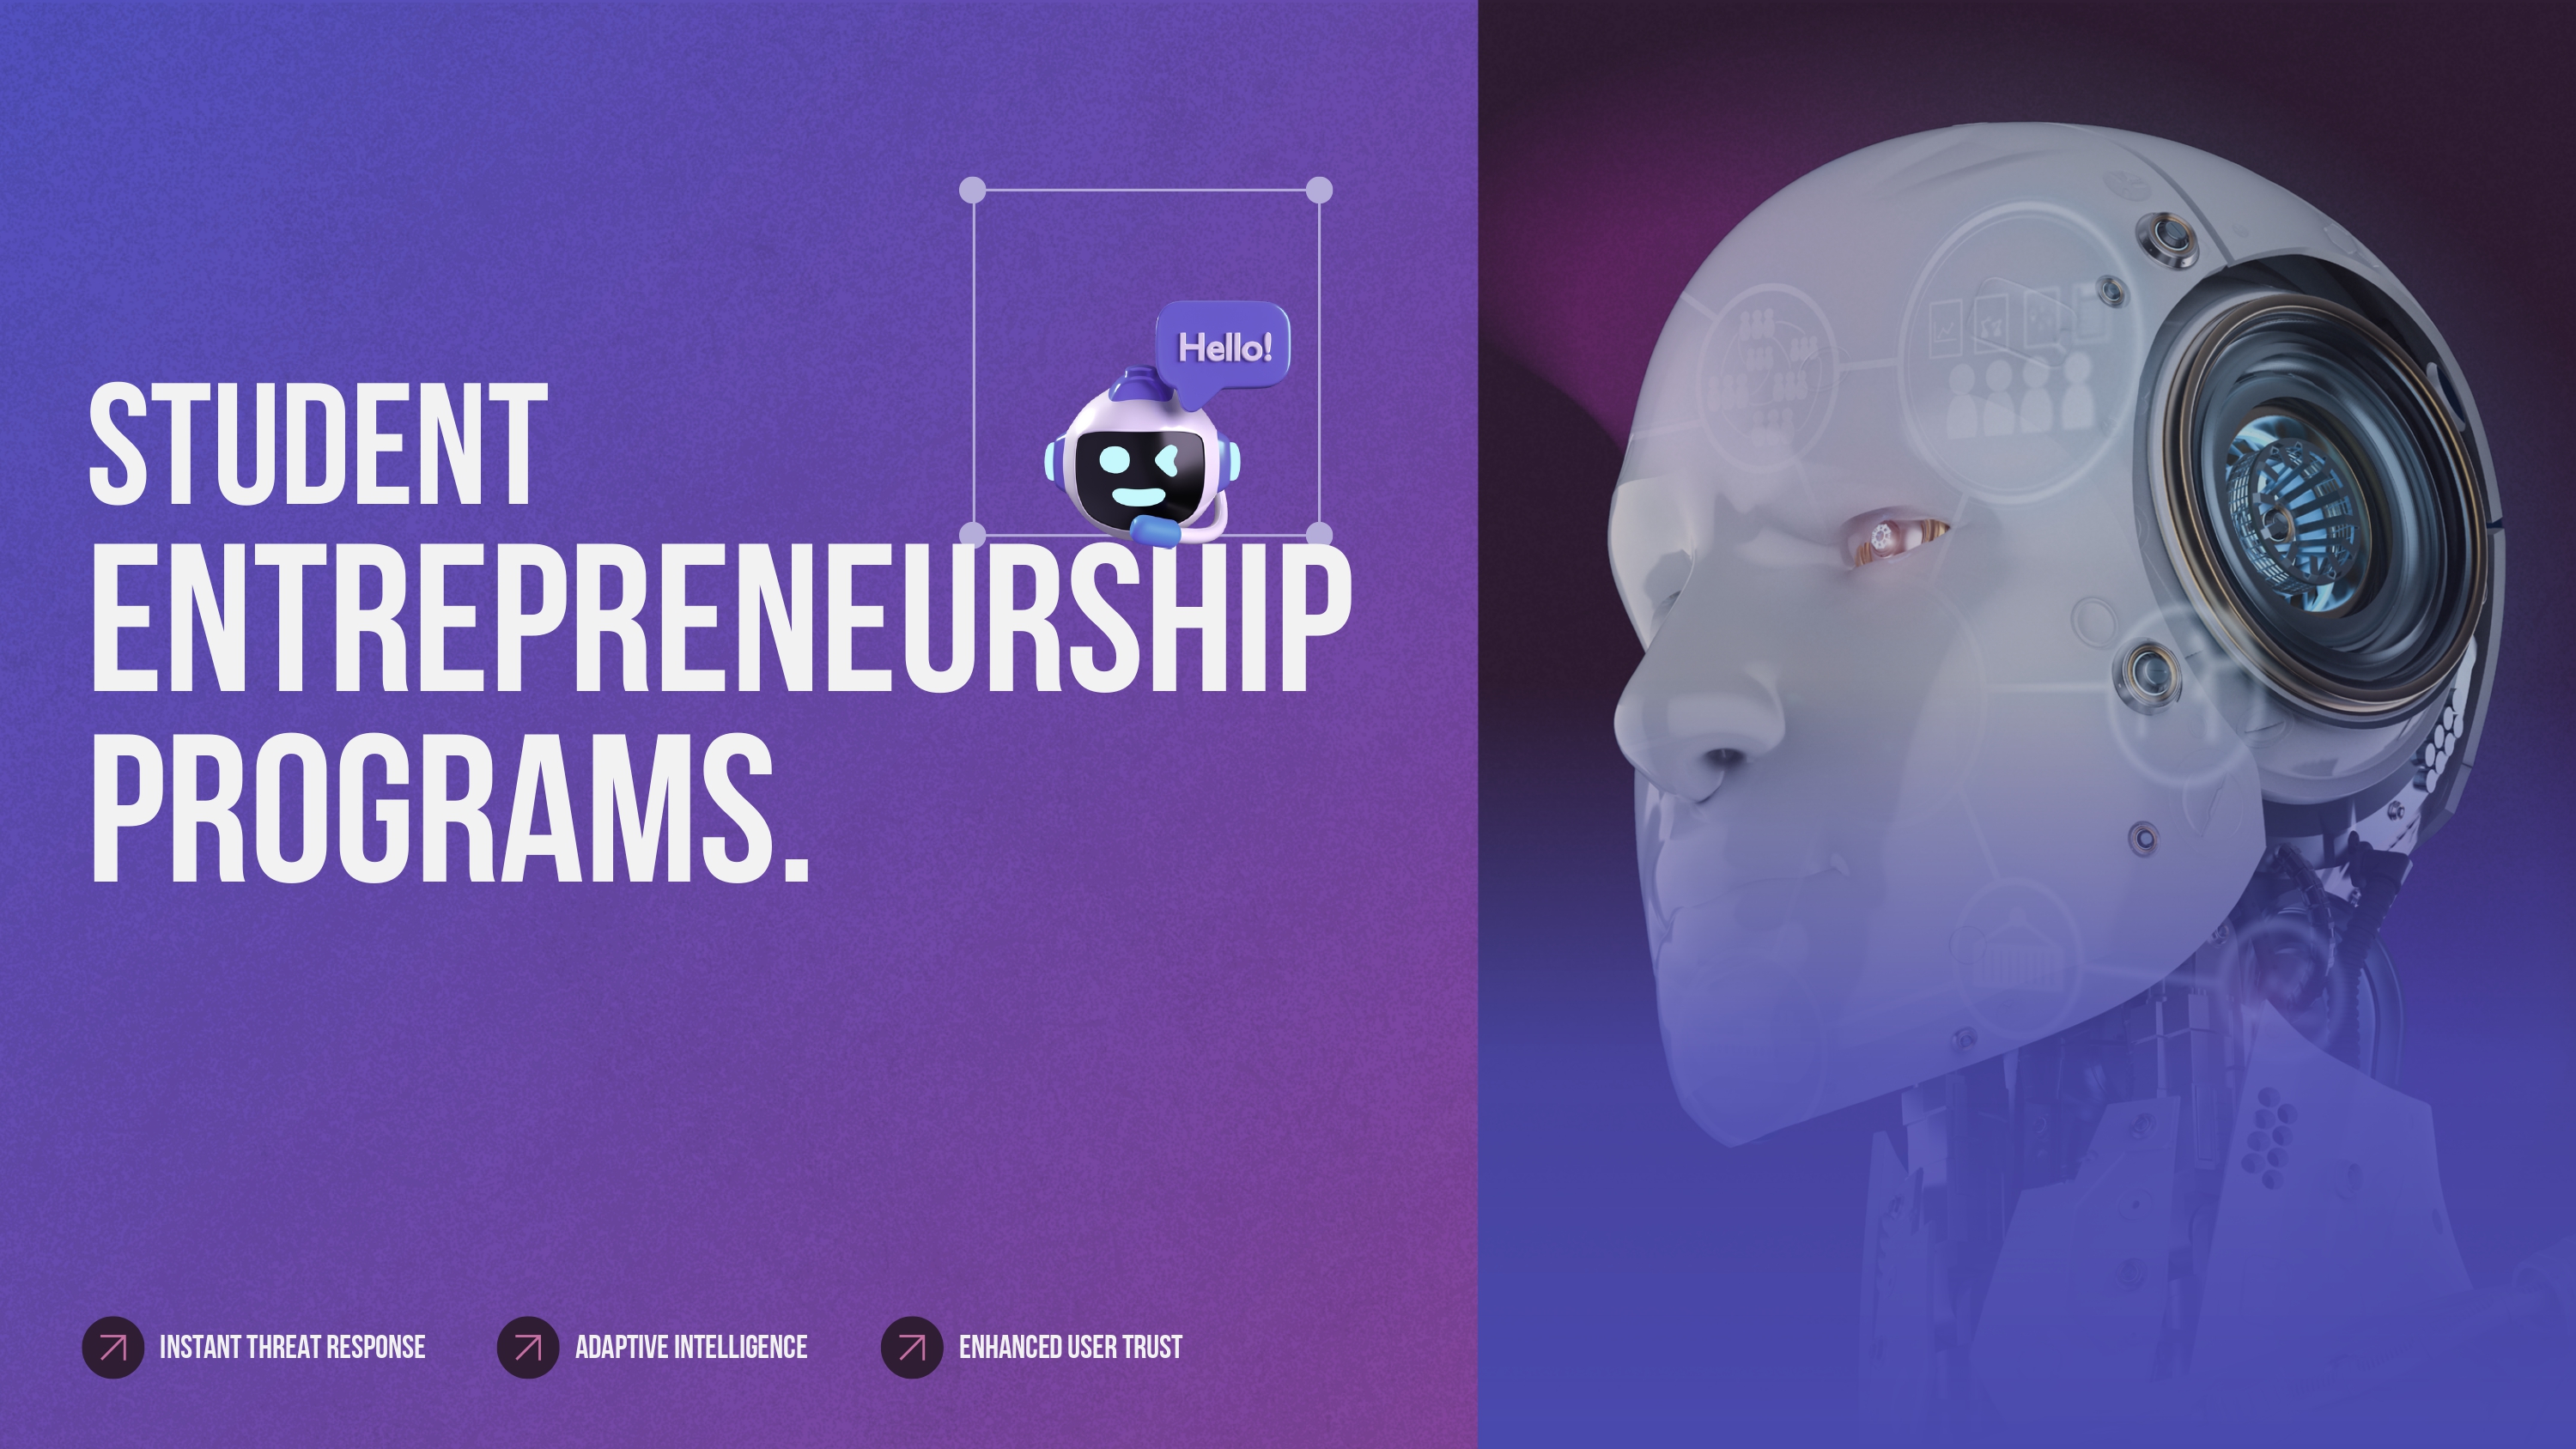 Hello!
STUDENT
ENTREPRENEURSHIP
PROGRAMS.
INSTANT THREAT RESPONSE
ADAPTIVE INTELLIGENCE
ENHANCED USER TRUST